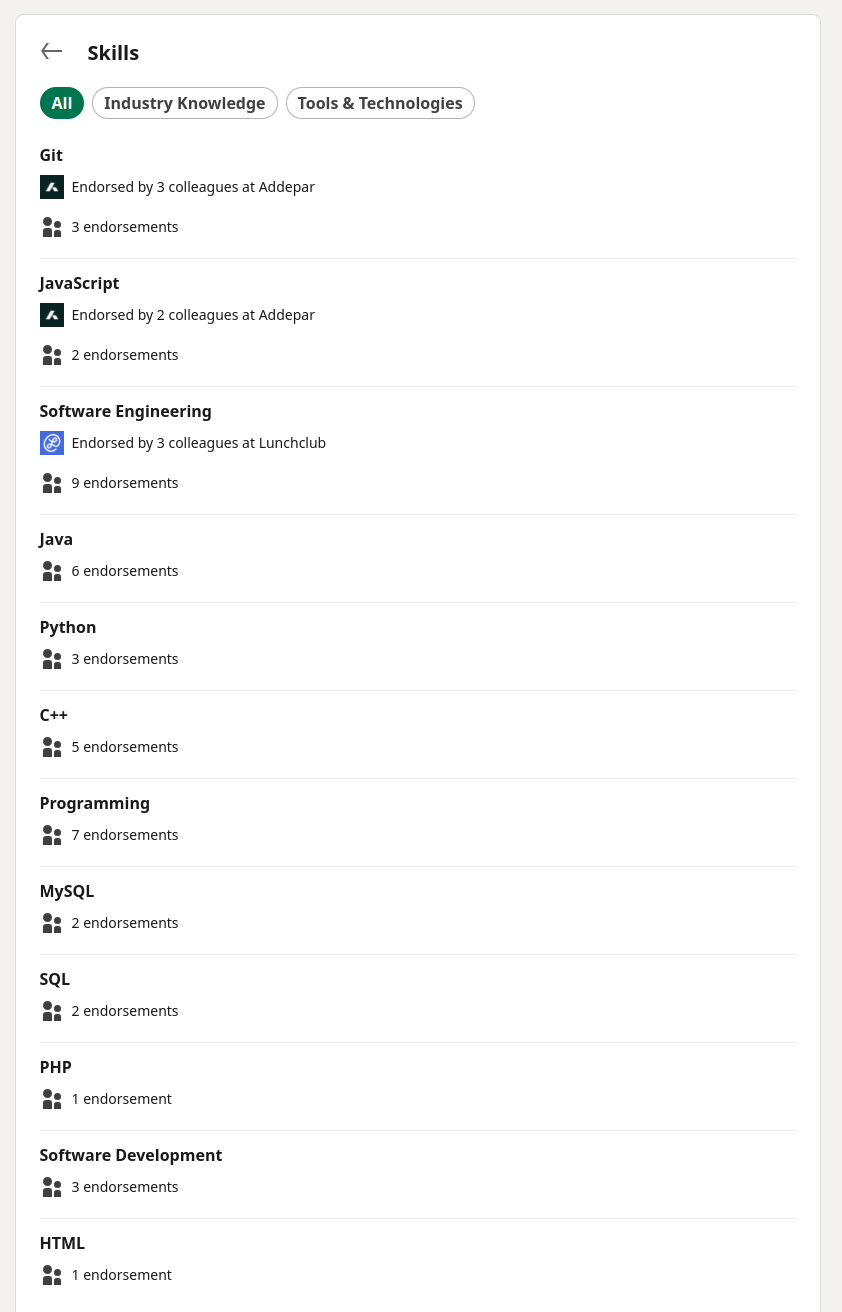 Skills
All Industry Knowledge Tools & Technologies
Git
Endorsed by 3 colleagues at Addepar
3 endorsements
JavaScript
Endorsed by 2 colleagues at Addepar
2 endorsements
Software Engineering
Endorsed by 3 colleagues at Lunchclub
9 endorsements
Java
6 endorsements
Python
3 endorsements
C++
5 endorsements
Programming
7 endorsements
MySQL
2 endorsements
SQL
2 endorsements
PHP
1 endorsement
Software Development
3 endorsements
HTML
1 endorsement